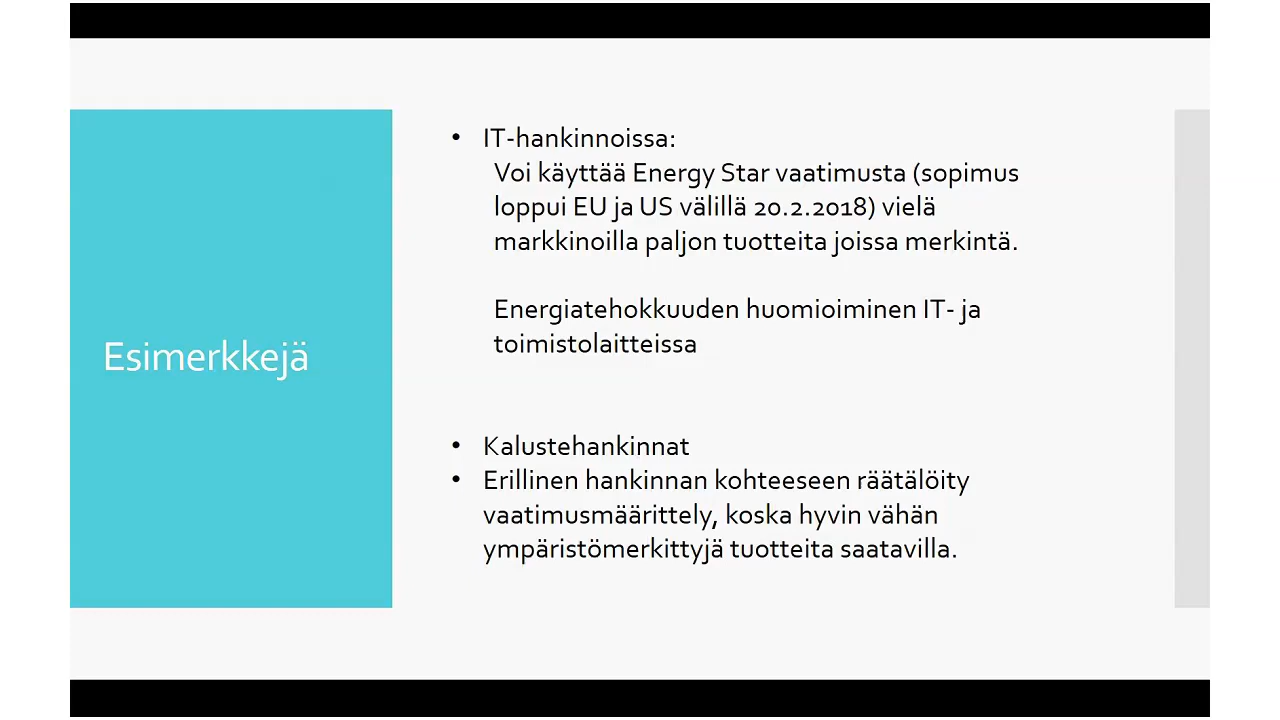 Esimerkkejä
• IT-hankinnoissa:
Voi käyttää Energy Star vaatimusta (sopimus
loppui EU ja US välillä 20.2.2018) vielä
markkinoilla paljon tuotteita joissa merkintä.
Energiatehokkuuden huomioiminen IT- ja
toimistolaitteissa
• Kalustehankinnat
• Erillinen hankinnan kohteeseen räätälöity
vaatimusmäärittely, koska hyvin vähän
ympäristömerkittyjä tuotteita saatavilla.